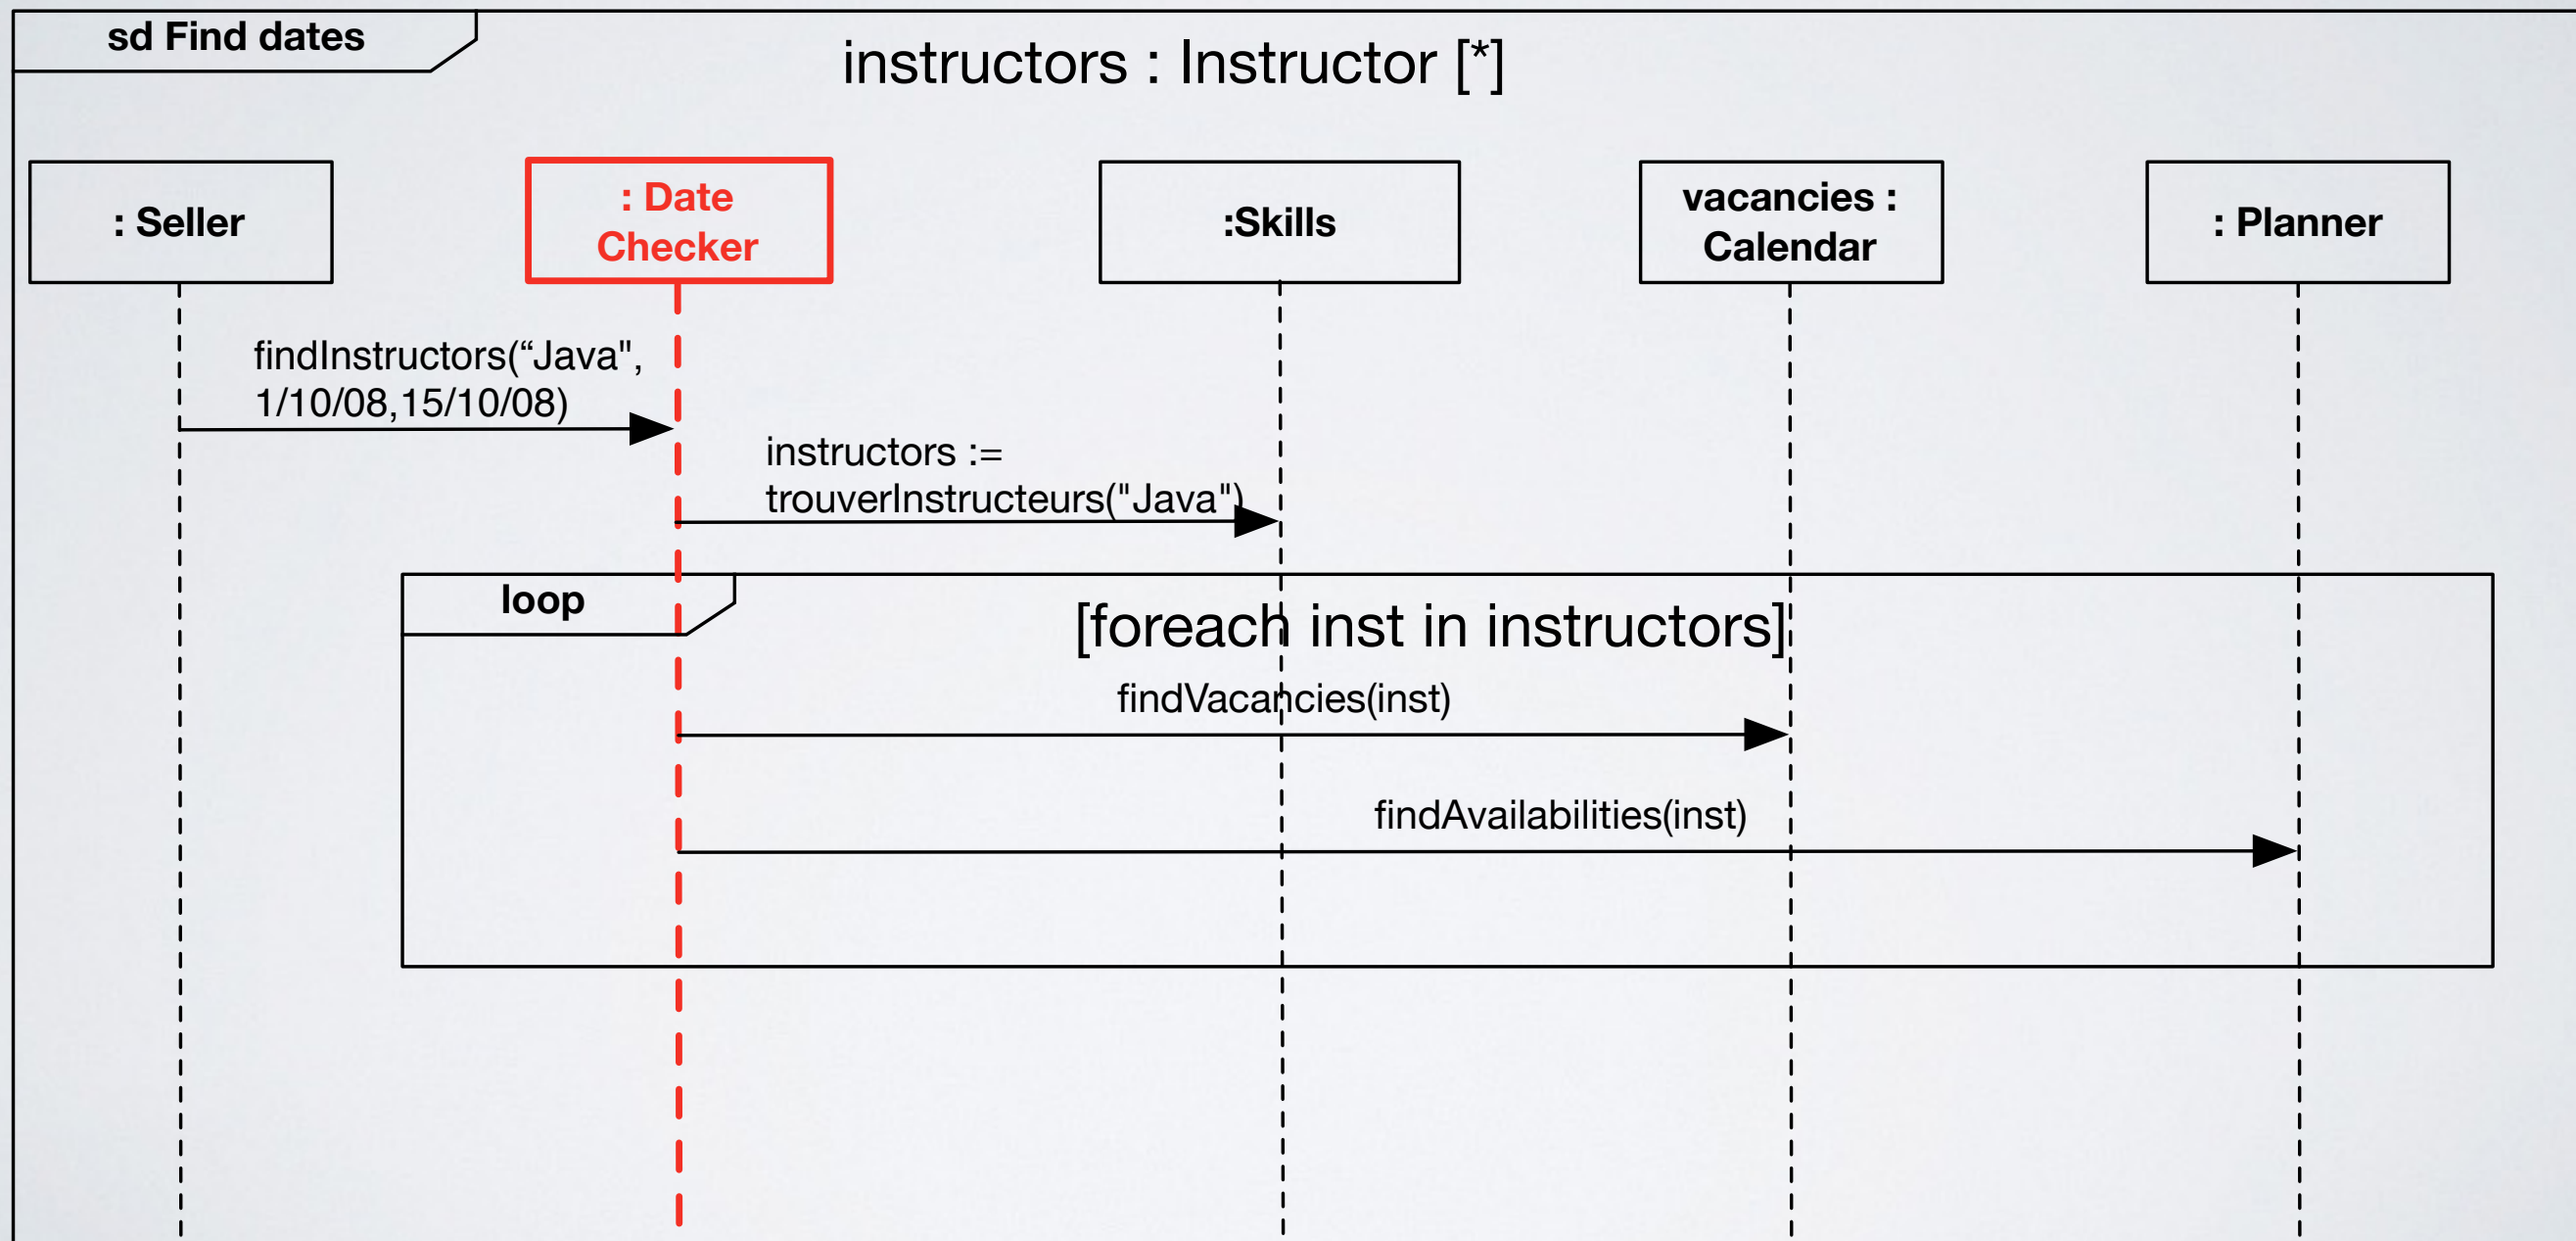 sd Find dates
instructors : Instructor [*]
: Seller
: Date
Checker
:Skills
vacancies :
Calendar
: Planner
findInstructors(“Java",
1/10/08,15/10/08)
instructors :=
trouverInstructeurs("Java")
loop
[foreach inst in instructors]
findVacancies(inst)
findAvailabilities(inst)